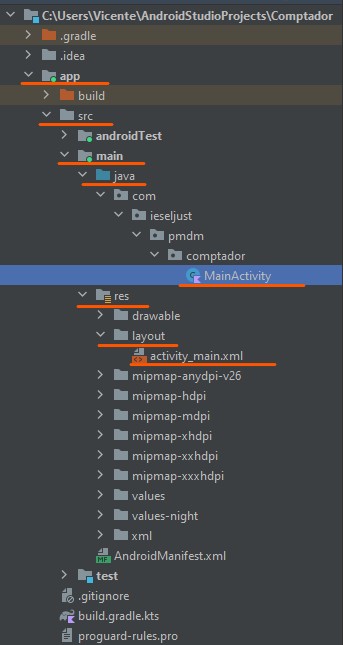 C:\Users\Vicente\AndroidStudioProjects\Comptador
.gradle
.idea
app
build
src
androidTest
main
java
com
ieseljust
pmdm
comptador
MainActivity
res
drawable
layout
activity_main.xml
mipmap-anydpi-v26
mipmap-hdpi
mipmap-mdpi
mipmap-xhdpi
mipmap-xxhdpi
mipmap-xxxhdpi
values
values-night
xml
AndroidManifest.xml
test
.gitignore
build.gradle.kts
proguard-rules.pro